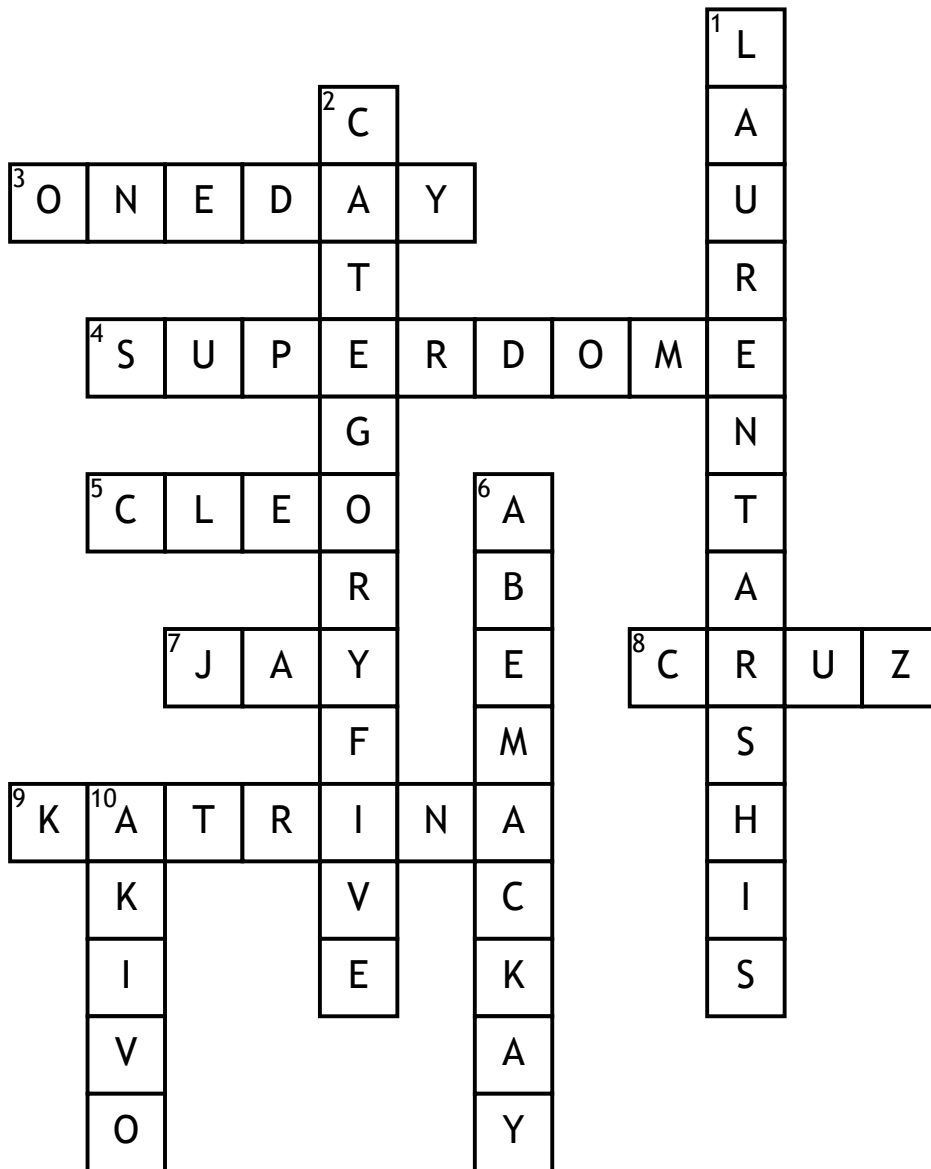 1 L
2 C A
3 O N E D A Y U
T R
4 S U P E R D O M E
G N
5 C L E O 6 A T
R B A
7 J A Y E 8 C R U Z
F M S
9 K 10 A T R I N A H
K V C I
I E K S
V A
O Y